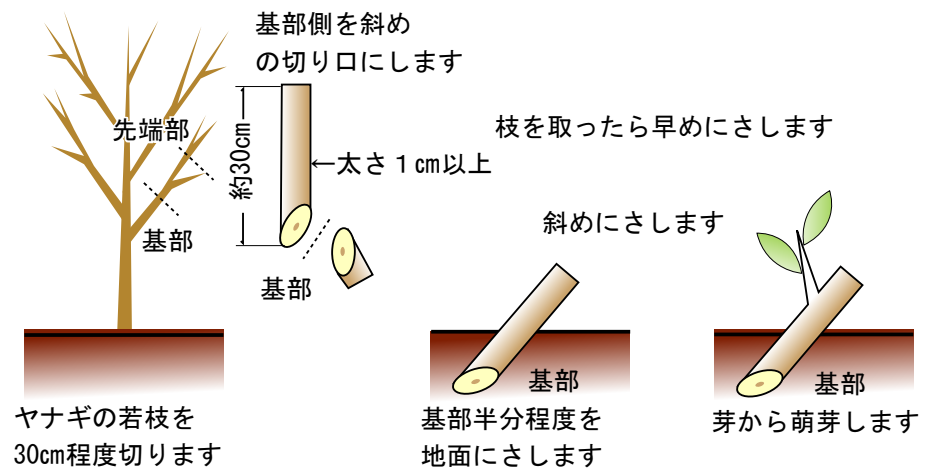 基部側を斜め
の切り口にします
先端部
基部
約30cm
←太さ１cm以上
基部
枝を取ったら早めにさします
斜めにさします
基部
基部
ヤナギの若枝を
30cm程度切ります
基部半分程度を
地面にさします
芽から萌芽します